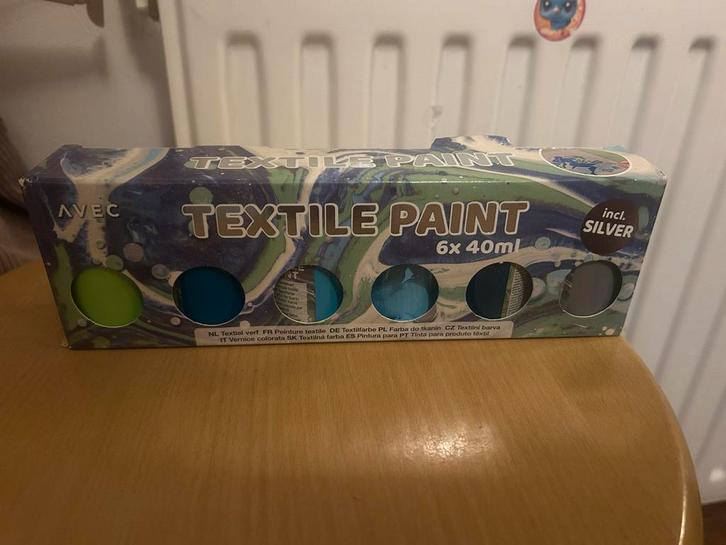 TEXTILE PAINT
AVEC
TEXTILE PAINT
6x 40ml
incl.
SILVER
NL Textiel verf FR Peinture textile DE Textilfarbe PL Farba do tkanin CZ Textilní barva
IT Vernice colorata SK Textilná farba ES Pintura para PT Tinta para produto têxtil